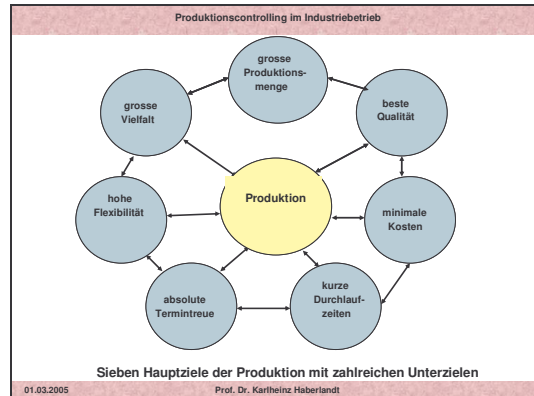 Produktionscontrolling im Industriebetrieb
grosse
Produktions-
menge
grosse
Vielfalt
beste
Qualität
Produktion
hohe
Flexibilität
minimale
Kosten
absolute
Termintreue
kurze
Durchlauf-
zeiten
Sieben Hauptziele der Produktion mit zahlreichen Unterzielen
01.03.2005 Prof. Dr. Karlheinz Haberlandt